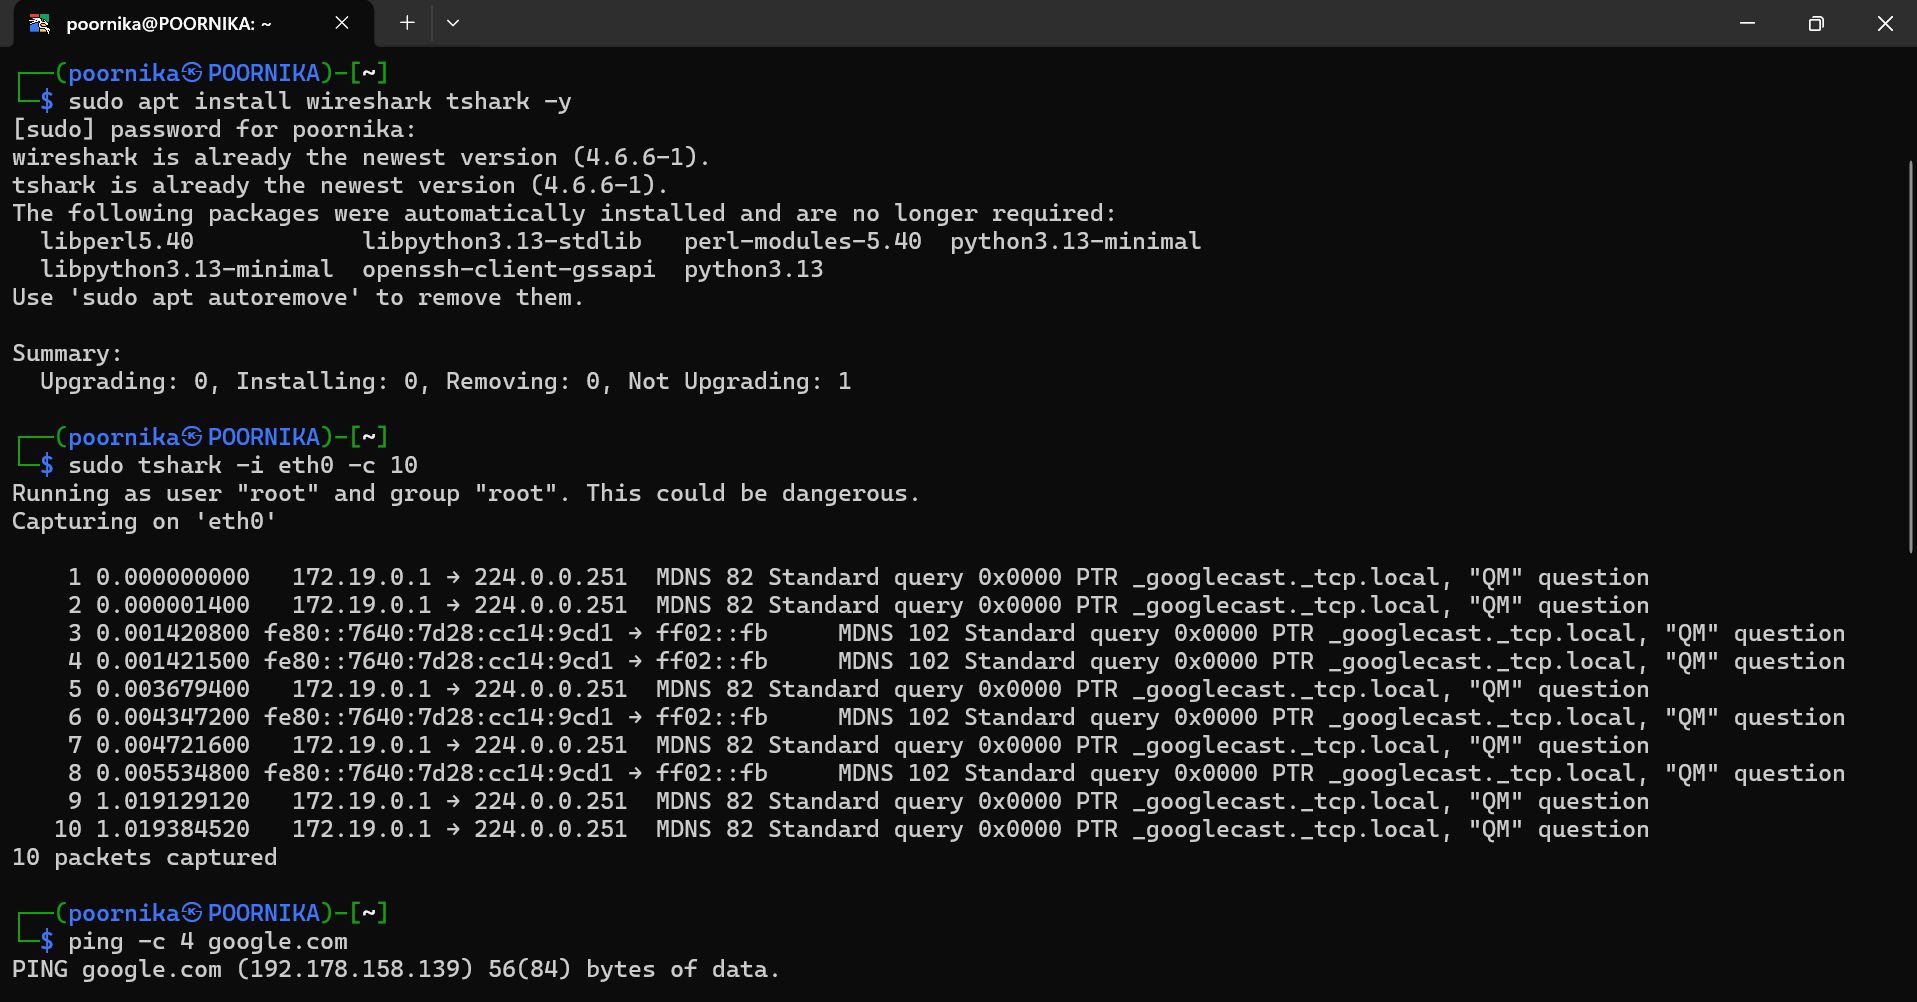 poornika@POORNIKA: ~
┌──(poornika㉿POORNIKA)-[~]
└─$ sudo apt install wireshark tshark -y
[sudo] password for poornika:
wireshark is already the newest version (4.6.6-1).
tshark is already the newest version (4.6.6-1).
The following packages were automatically installed and are no longer required:
  libperl5.40            libpython3.13-stdlib   perl-modules-5.40  python3.13-minimal
  libpython3.13-minimal  openssh-client-gssapi  python3.13
Use 'sudo apt autoremove' to remove them.
Summary:
  Upgrading: 0, Installing: 0, Removing: 0, Not Upgrading: 1
┌──(poornika㉿POORNIKA)-[~]
└─$ sudo tshark -i eth0 -c 10
Running as user "root" and group "root". This could be dangerous.
Capturing on 'eth0'
    1 0.000000000   172.19.0.1 → 224.0.0.251  MDNS 82 Standard query 0x0000 PTR _googlecast._tcp.local, "QM" question
    2 0.000001400   172.19.0.1 → 224.0.0.251  MDNS 82 Standard query 0x0000 PTR _googlecast._tcp.local, "QM" question
    3 0.001420800 fe80::7640:7d28:cc14:9cd1 → ff02::fb     MDNS 102 Standard query 0x0000 PTR _googlecast._tcp.local, "QM" question
    4 0.001421500 fe80::7640:7d28:cc14:9cd1 → ff02::fb     MDNS 102 Standard query 0x0000 PTR _googlecast._tcp.local, "QM" question
    5 0.003679400   172.19.0.1 → 224.0.0.251  MDNS 82 Standard query 0x0000 PTR _googlecast._tcp.local, "QM" question
    6 0.004347200 fe80::7640:7d28:cc14:9cd1 → ff02::fb     MDNS 102 Standard query 0x0000 PTR _googlecast._tcp.local, "QM" question
    7 0.004721600   172.19.0.1 → 224.0.0.251  MDNS 82 Standard query 0x0000 PTR _googlecast._tcp.local, "QM" question
    8 0.005534800 fe80::7640:7d28:cc14:9cd1 → ff02::fb     MDNS 102 Standard query 0x0000 PTR _googlecast._tcp.local, "QM" question
    9 1.019129120   172.19.0.1 → 224.0.0.251  MDNS 82 Standard query 0x0000 PTR _googlecast._tcp.local, "QM" question
   10 1.019384520   172.19.0.1 → 224.0.0.251  MDNS 82 Standard query 0x0000 PTR _googlecast._tcp.local, "QM" question
10 packets captured
┌──(poornika㉿POORNIKA)-[~]
└─$ ping -c 4 google.com
PING google.com (192.178.158.139) 56(84) bytes of data.